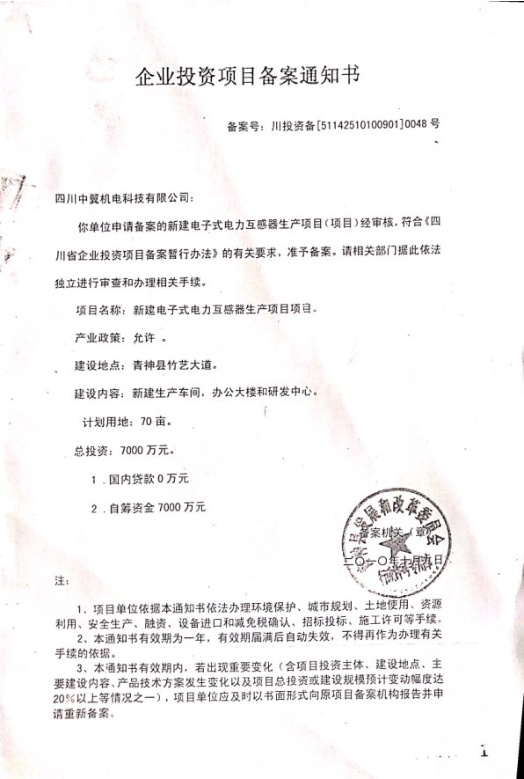 企业投资项目备案通知书
备案号：川投资备[51142510100901]0048 号
四川中翼机电科技有限公司：
你单位申请备案的新建电子式电力互感器生产项目（项目）经审核，符合《四
川省企业投资项目备案暂行办法》的有关要求，准予备案。请相关部门据此依法
独立进行审查和办理相关手续。
项目名称：新建电子式电力互感器生产项目项目。
产业政策：允许 。
建设地点：青神县竹艺大道。
建设内容：新建生产车间，办公大楼和研发中心。
计划用地：70 亩。
总投资：7000 万元。
1 .国内贷款 0 万元
2 .自筹资金 7000 万元
县发展和改革委员会
备案机关（章）
二〇一〇年 月九日
注：
1、项目单位依据本通知书依法办理环境保护、城市规划、土地使用、资源
利用、安全生产、融资、设备进口和减免税确认、招标投标、施工许可等手续。
2、本通知书有效期为一年，有效期届满后自动失效，不得再作为办理有关
手续的依据。
3、本通知书有效期内，若出现重要变化（含项目投资主体、建设地点、主
要建设内容、产品技术方案发生变化以及项目总投资或建设规模预计变动幅度达
20%以上等情况之一），项目单位应及时以书面形式向原项目备案机构报告并申
请重新备案。
1